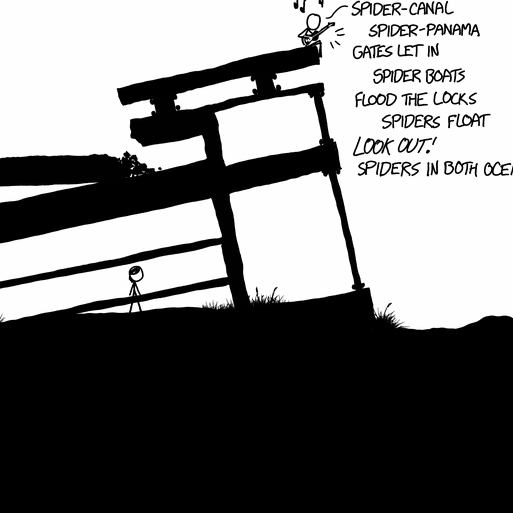 SPIDER-CANAL
SPIDER-PANAMA
GATES LET IN
SPIDER BOATS
FLOOD THE LOCKS
SPIDERS FLOAT
LOOK OUT!
SPIDERS IN BOTH